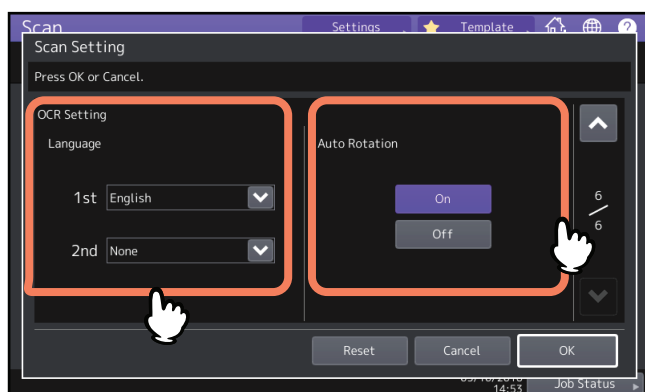 Scan Settings Template ?
Scan Setting
Press OK or Cancel.
OCR Setting
Language
Auto Rotation
1st English
On
6
6
Off
2nd None
Reset Cancel OK
14:53 Job Status